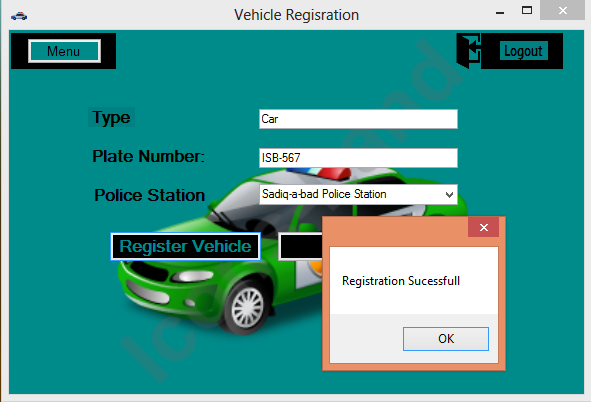 Vehicle Regisration
Menu
Logout
Type
Car
Plate Number:
ISB-567
Police Station
Sadiq-a-bad Police Station
Register Vehicle
Registration Sucessfull
OK